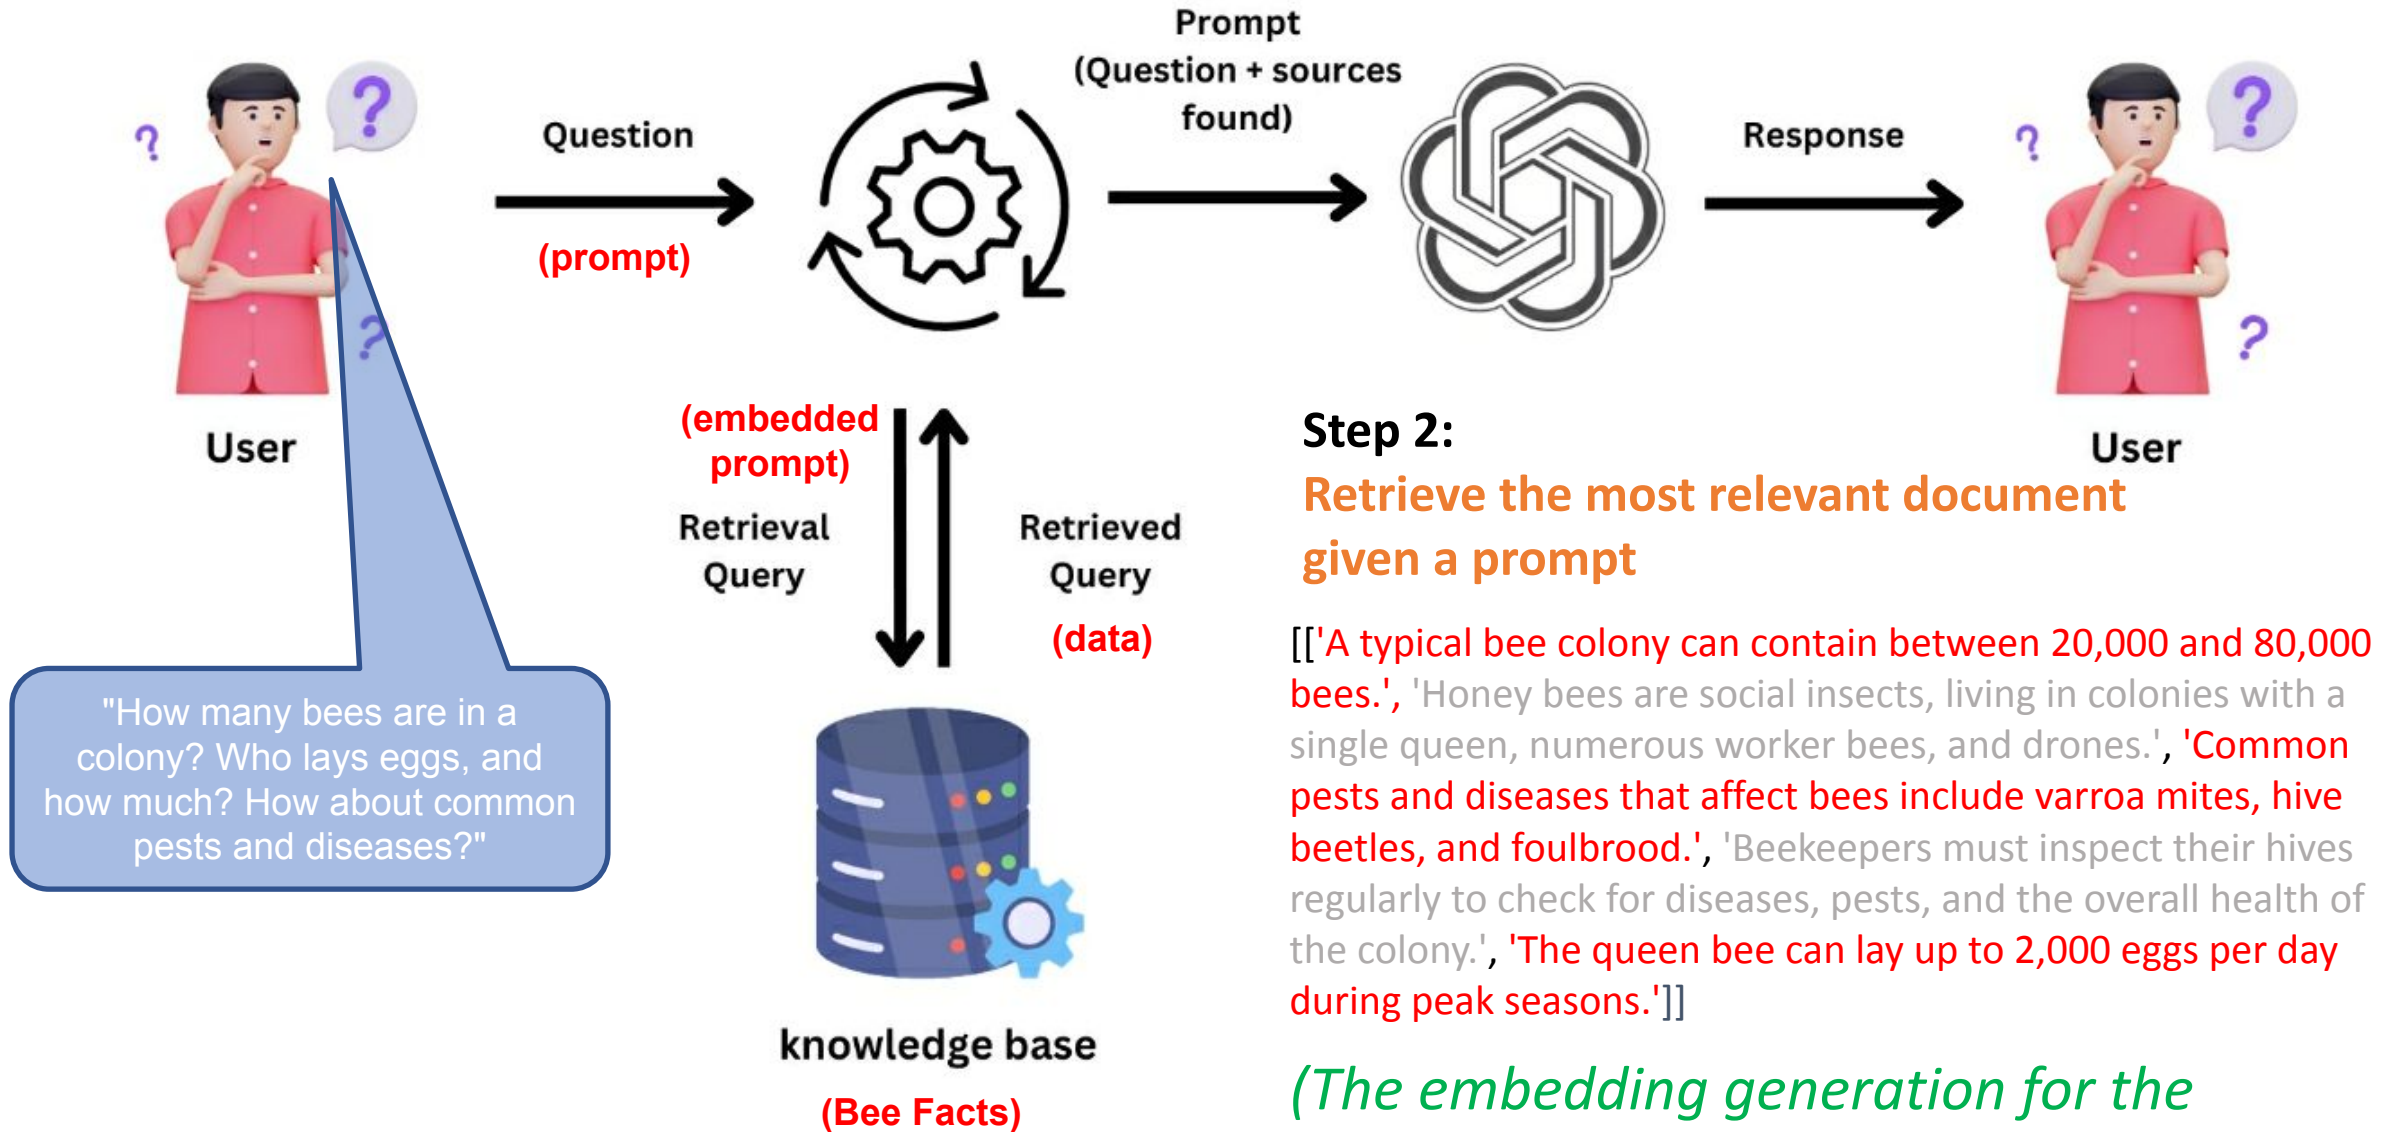 Question
(prompt)
Prompt
(Question + sources
found)
Response
User
(embedded
prompt)
Retrieval
Query
Retrieved
Query
(data)
User
"How many bees are in a
colony? Who lays eggs, and
how much? How about common
pests and diseases?"
knowledge base
(Bee Facts)
Step 2:
Retrieve the most relevant document
given a prompt
[['A typical bee colony can contain between 20,000 and 80,000
bees.', 'Honey bees are social insects, living in colonies with a
single queen, numerous worker bees, and drones.', 'Common
pests and diseases that affect bees include varroa mites, hive
beetles, and foulbrood.', 'Beekeepers must inspect their hives
regularly to check for diseases, pests, and the overall health of
the colony.', 'The queen bee can lay up to 2,000 eggs per day
during peak seasons.']]
(The embedding generation for the